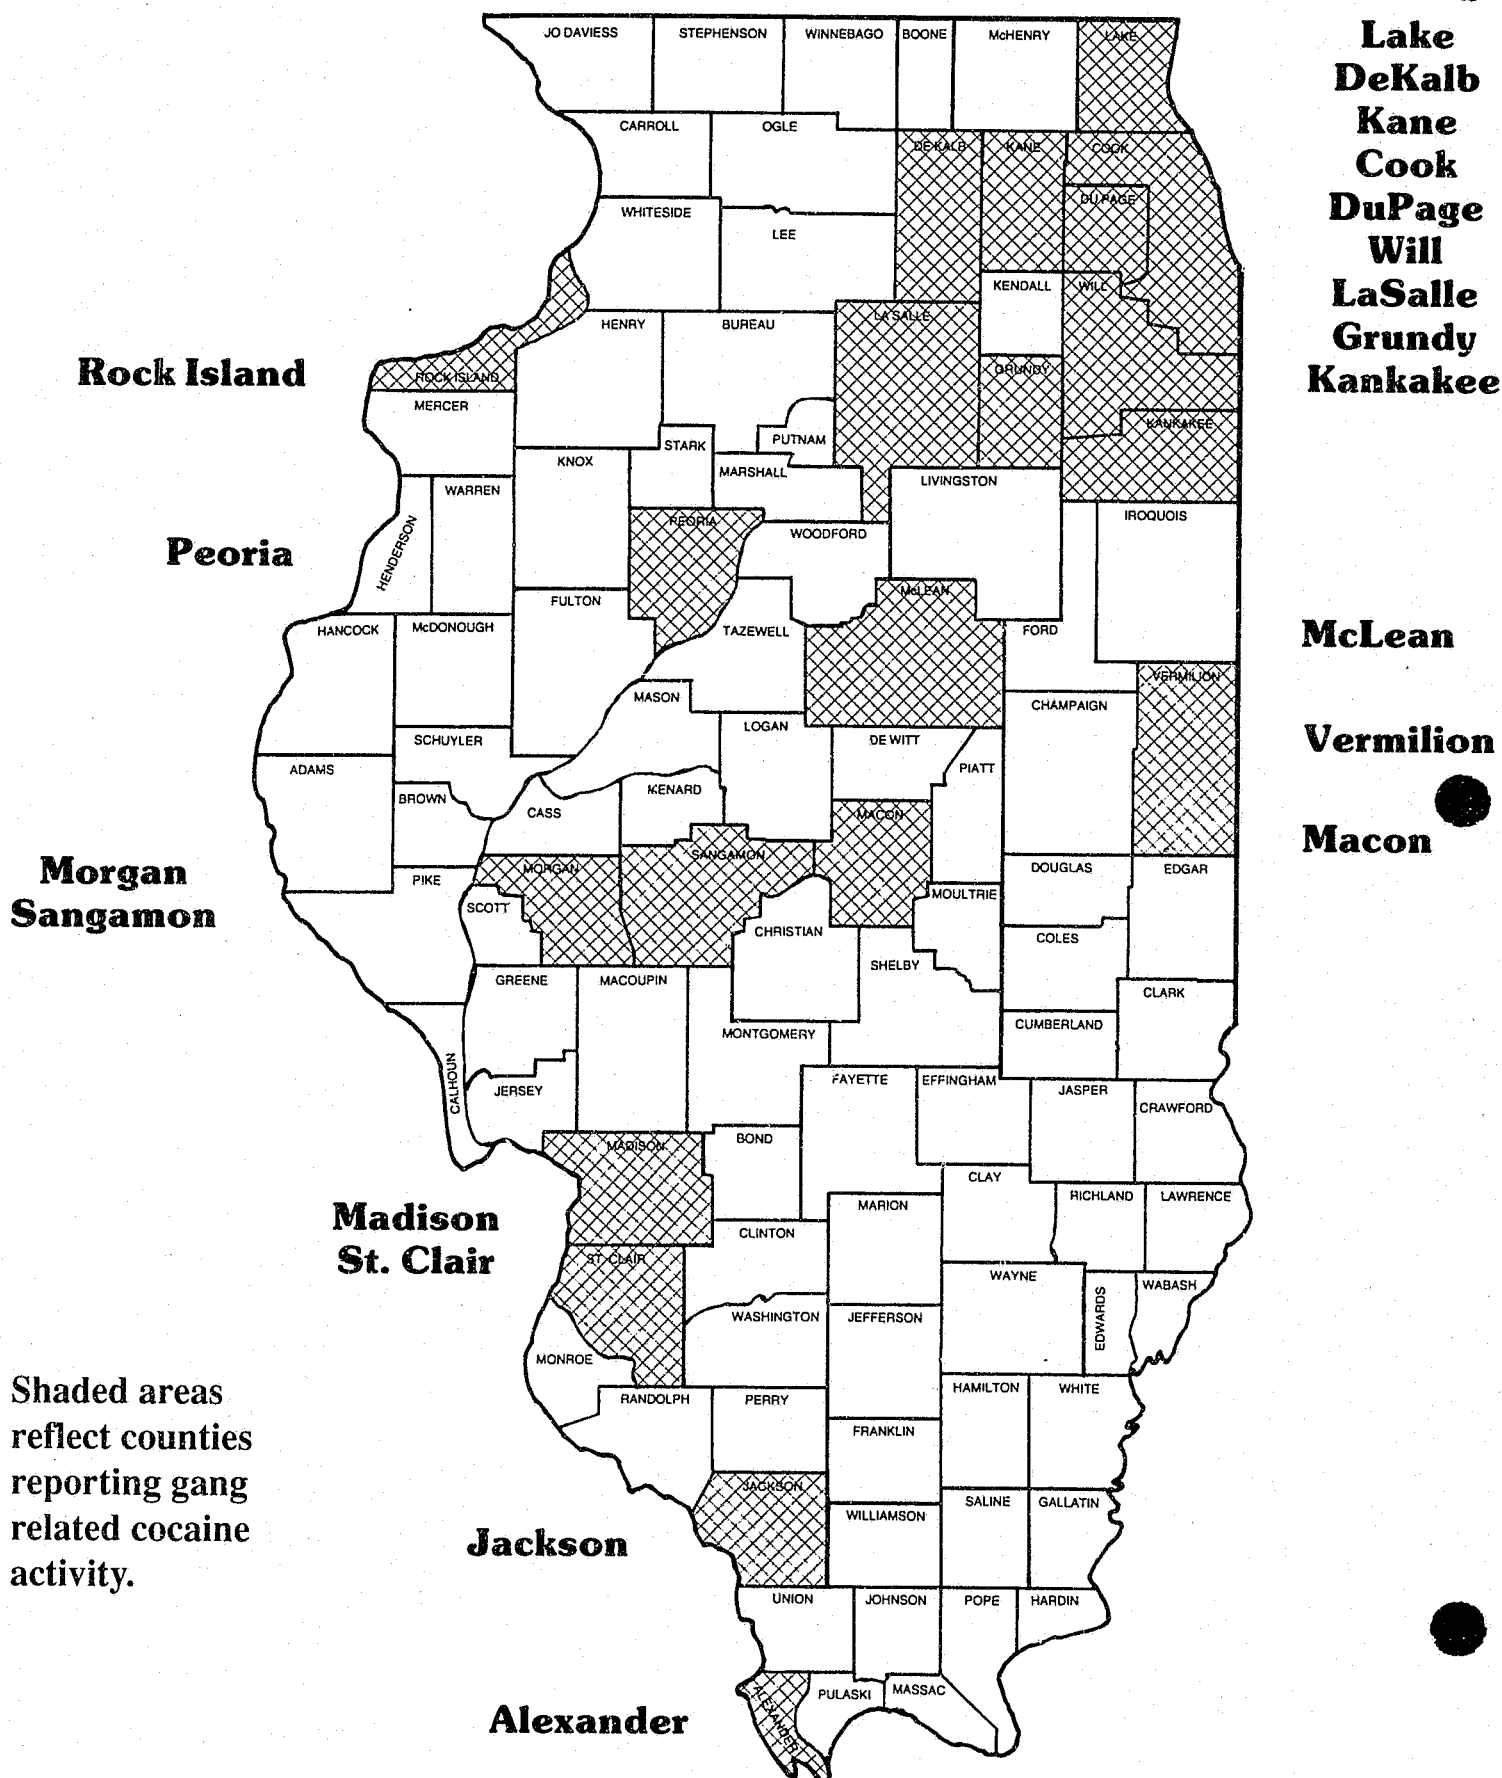 JO DAVIESS
STEPHENSON
WINNEBAGO
BOONE
McHENRY
LAKE
Lake
DeKalb
Kane
Cook
DuPage
Will
LaSalle
Grundy
Kankakee
CARROLL
OGLE
DE KALB
KANE
COOK
DU PAGE
WHITESIDE
LEE
KENDALL
WILL
HENRY
BUREAU
LA SALLE
GRUNDY
Rock Island
ROCK ISLAND
MERCER
KANKAKEE
PUTNAM
STARK
KNOX
MARSHALL
LIVINGSTON
WARREN
HENDERSON
PEORIA
IROQUOIS
WOODFORD
Peoria
McLEAN
FULTON
HANCOCK
McDONOUGH
TAZEWELL
FORD
McLean
VERMILION
MASON
CHAMPAIGN
LOGAN
SCHUYLER
DE WITT
Vermilion
PIATT
ADAMS
BROWN
KENARD
CASS
MACON
Macon
SANGAMON
MORGAN
DOUGLAS
EDGAR
PIKE
Morgan
Sangamon
SCOTT
MOULTRIE
CHRISTIAN
COLES
SHELBY
GREENE
MACOUPIN
CLARK
CUMBERLAND
MONTGOMERY
CALHOUN
JERSEY
FAYETTE
EFFINGHAM
JASPER
CRAWFORD
BOND
MADISON
CLAY
RICHLAND
LAWRENCE
MARION
Madison
St. Clair
CLINTON
ST. CLAIR
WAYNE
WABASH
EDWARDS
WASHINGTON
JEFFERSON
MONROE
HAMILTON
WHITE
RANDOLPH
PERRY
Shaded areas
reflect counties
reporting gang
related cocaine
activity.
FRANKLIN
JACKSON
SALINE
GALLATIN
WILLIAMSON
Jackson
UNION
JOHNSON
POPE
HARDIN
PULASKI
MASSAC
ALEXANDER
Alexander